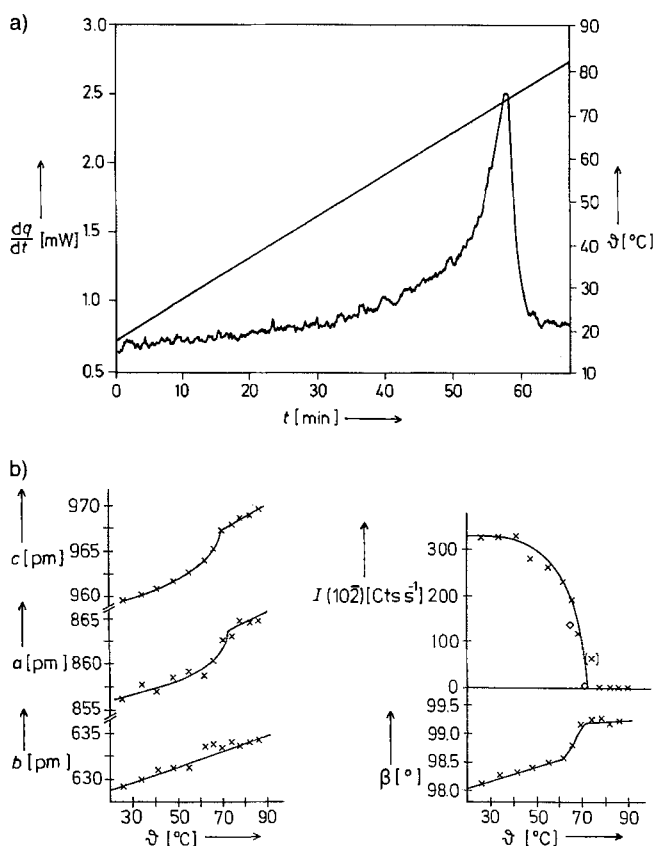 a)
3.0
2.5
2.0
1.5
1.0
0.5
dq/dt [mW]
90
80
70
60
50
40
30
20
10
ϑ [°C]
0 10 20 30 40 50 60
t [min]
b)
970
965
960
c [pm]
865
860
855
a [pm]
635
630
b [pm]
30 50 70 90
ϑ [°C]
300
200
100
0
I (102̄) [Cts s⁻¹]
[×]
99.5
99.0
98.5
98.0
β [°]
30 50 70 90
ϑ [°C]